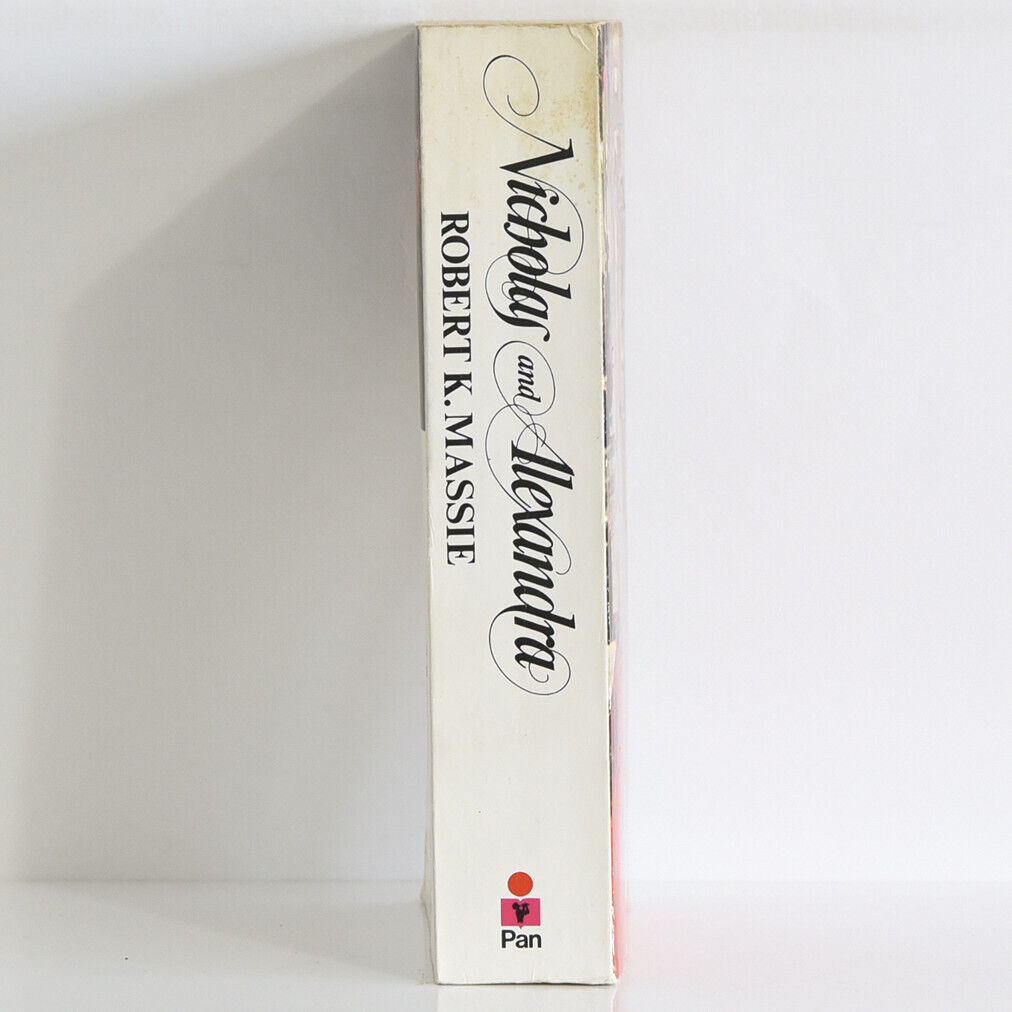 Nicholas and Alexandra
ROBERT K. MASSIE
Pan